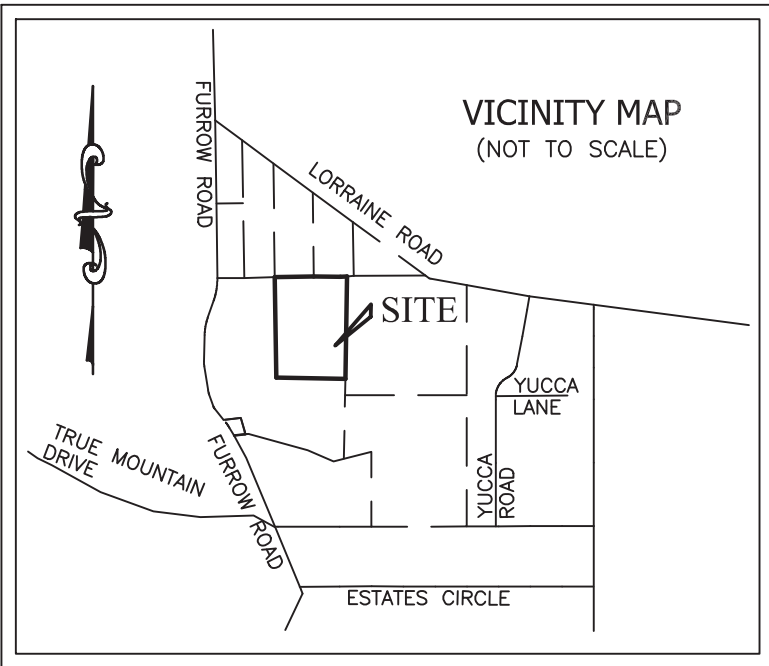 VICINITY MAP
(NOT TO SCALE)
FURROW ROAD
LORRAINE ROAD
SITE
YUCCA
LANE
TRUE MOUNTAIN
DRIVE
FURROW ROAD
YUCCA
ROAD
ESTATES CIRCLE